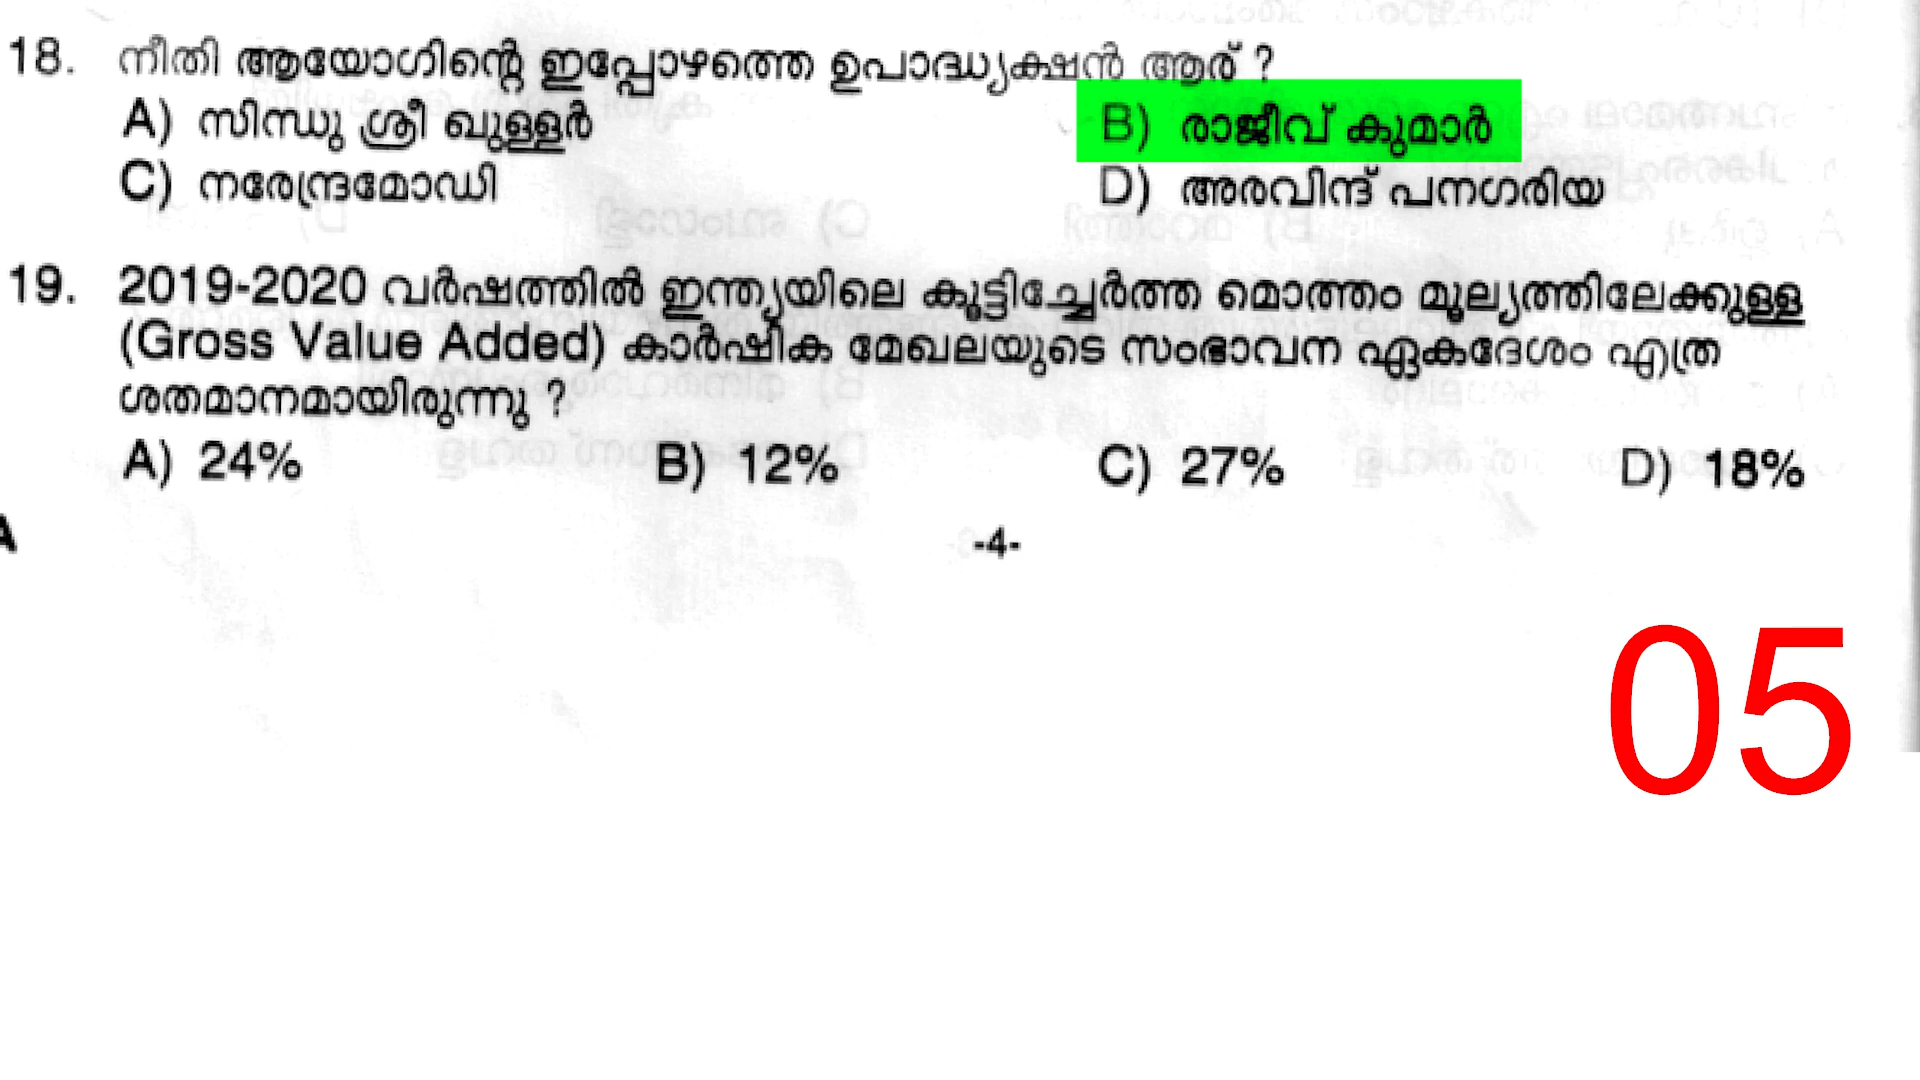 18. നീതി ആയോഗിന്റെ ഇപ്പോഴത്തെ ഉപാദ്ധ്യക്ഷൻ ആര് ?
A) സിന്ധു ശ്രീ ഖുള്ളർ B) രാജീവ് കുമാർ
C) നരേന്ദ്രമോഡി D) അരവിന്ദ് പനഗരിയ
19. 2019-2020 വർഷത്തിൽ ഇന്ത്യയിലെ കൂട്ടിച്ചേർത്ത മൊത്തം മൂല്യത്തിലേക്കുള്ള
(Gross Value Added) കാർഷിക മേഖലയുടെ സംഭാവന ഏകദേശം എത്ര
ശതമാനമായിരുന്നു ?
A) 24% B) 12% C) 27% D) 18%
A
-4-
05